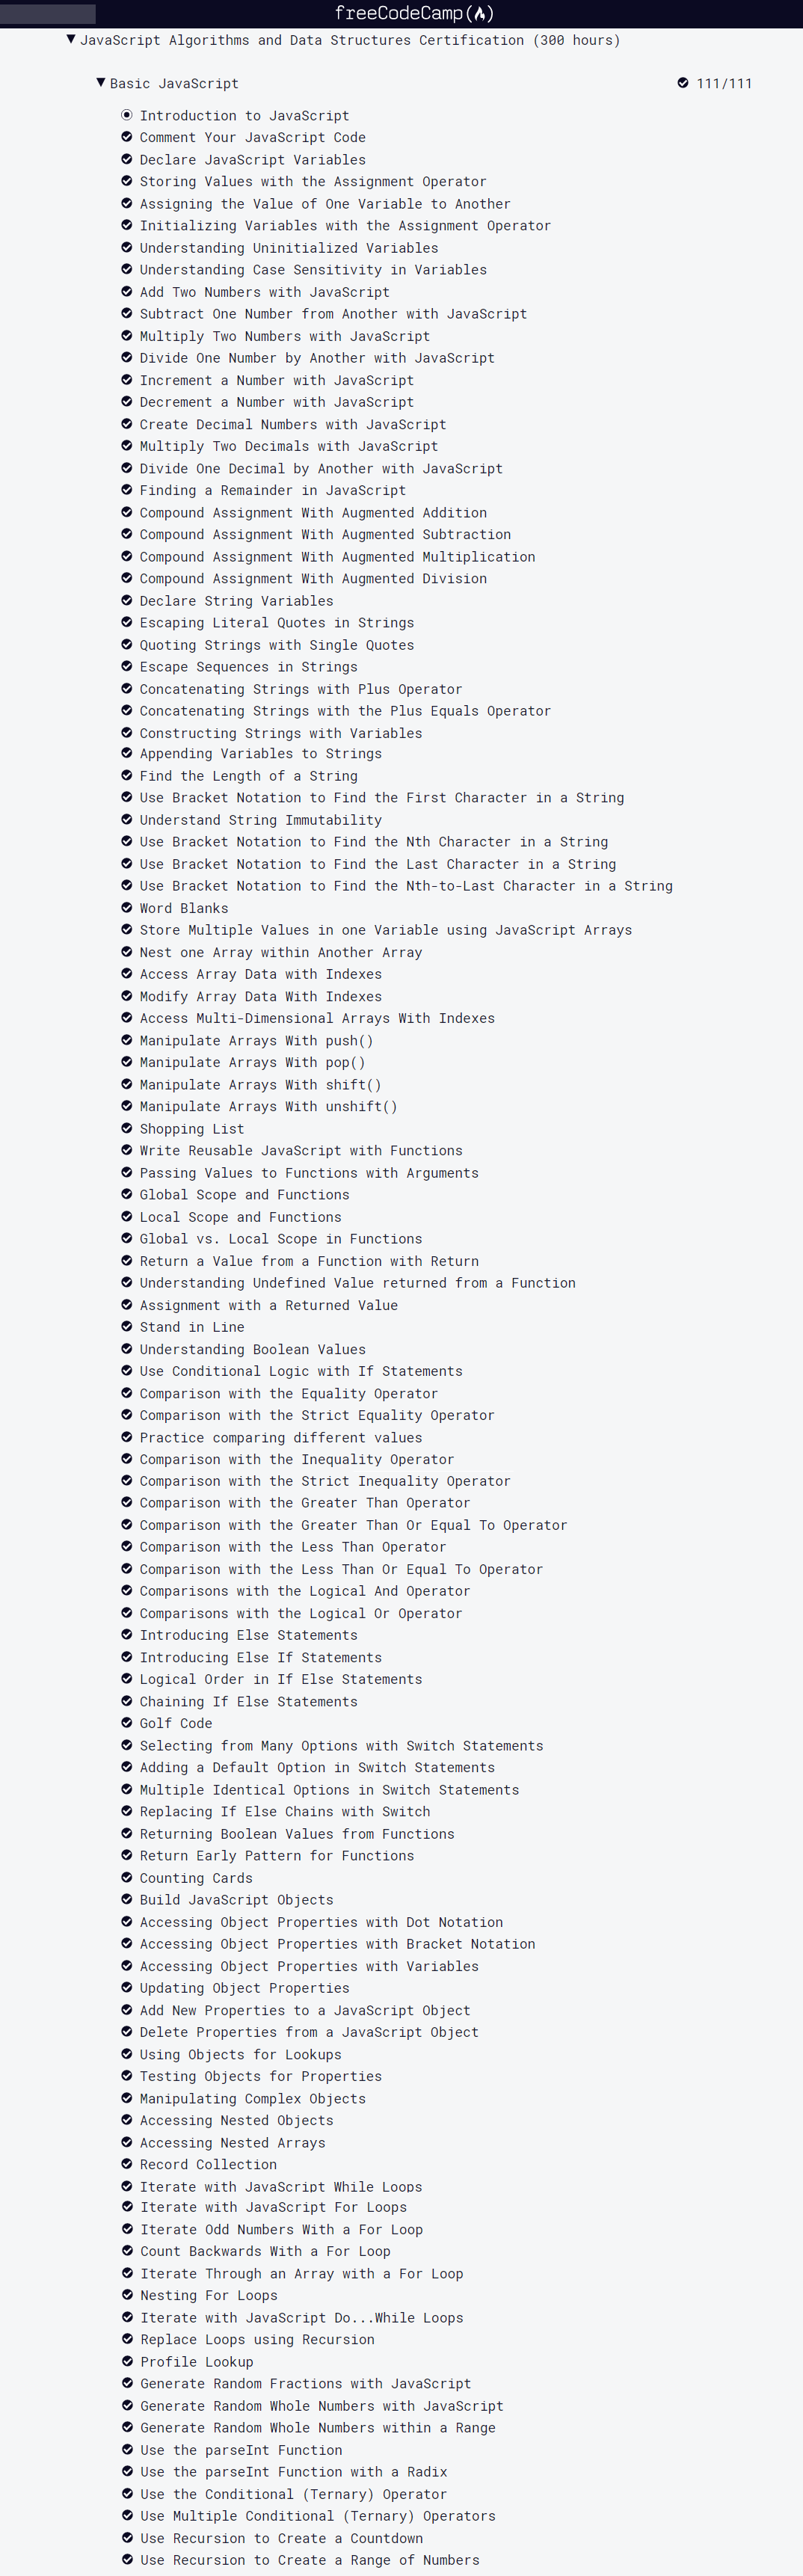 freeCodeCamp(🔥)
JavaScript Algorithms and Data Structures Certification (300 hours)
Basic JavaScript 111/111
Introduction to JavaScript
Comment Your JavaScript Code
Declare JavaScript Variables
Storing Values with the Assignment Operator
Assigning the Value of One Variable to Another
Initializing Variables with the Assignment Operator
Understanding Uninitialized Variables
Understanding Case Sensitivity in Variables
Add Two Numbers with JavaScript
Subtract One Number from Another with JavaScript
Multiply Two Numbers with JavaScript
Divide One Number by Another with JavaScript
Increment a Number with JavaScript
Decrement a Number with JavaScript
Create Decimal Numbers with JavaScript
Multiply Two Decimals with JavaScript
Divide One Decimal by Another with JavaScript
Finding a Remainder in JavaScript
Compound Assignment With Augmented Addition
Compound Assignment With Augmented Subtraction
Compound Assignment With Augmented Multiplication
Compound Assignment With Augmented Division
Declare String Variables
Escaping Literal Quotes in Strings
Quoting Strings with Single Quotes
Escape Sequences in Strings
Concatenating Strings with Plus Operator
Concatenating Strings with the Plus Equals Operator
Constructing Strings with Variables
Appending Variables to Strings
Find the Length of a String
Use Bracket Notation to Find the First Character in a String
Understand String Immutability
Use Bracket Notation to Find the Nth Character in a String
Use Bracket Notation to Find the Last Character in a String
Use Bracket Notation to Find the Nth-to-Last Character in a String
Word Blanks
Store Multiple Values in one Variable using JavaScript Arrays
Nest one Array within Another Array
Access Array Data with Indexes
Modify Array Data With Indexes
Access Multi-Dimensional Arrays With Indexes
Manipulate Arrays With push()
Manipulate Arrays With pop()
Manipulate Arrays With shift()
Manipulate Arrays With unshift()
Shopping List
Write Reusable JavaScript with Functions
Passing Values to Functions with Arguments
Global Scope and Functions
Local Scope and Functions
Global vs. Local Scope in Functions
Return a Value from a Function with Return
Understanding Undefined Value returned from a Function
Assignment with a Returned Value
Stand in Line
Understanding Boolean Values
Use Conditional Logic with If Statements
Comparison with the Equality Operator
Comparison with the Strict Equality Operator
Practice comparing different values
Comparison with the Inequality Operator
Comparison with the Strict Inequality Operator
Comparison with the Greater Than Operator
Comparison with the Greater Than Or Equal To Operator
Comparison with the Less Than Operator
Comparison with the Less Than Or Equal To Operator
Comparisons with the Logical And Operator
Comparisons with the Logical Or Operator
Introducing Else Statements
Introducing Else If Statements
Logical Order in If Else Statements
Chaining If Else Statements
Golf Code
Selecting from Many Options with Switch Statements
Adding a Default Option in Switch Statements
Multiple Identical Options in Switch Statements
Replacing If Else Chains with Switch
Returning Boolean Values from Functions
Return Early Pattern for Functions
Counting Cards
Build JavaScript Objects
Accessing Object Properties with Dot Notation
Accessing Object Properties with Bracket Notation
Accessing Object Properties with Variables
Updating Object Properties
Add New Properties to a JavaScript Object
Delete Properties from a JavaScript Object
Using Objects for Lookups
Testing Objects for Properties
Manipulating Complex Objects
Accessing Nested Objects
Accessing Nested Arrays
Record Collection
Iterate with JavaScript While Loops
Iterate with JavaScript For Loops
Iterate Odd Numbers With a For Loop
Count Backwards With a For Loop
Iterate Through an Array with a For Loop
Nesting For Loops
Iterate with JavaScript Do...While Loops
Replace Loops using Recursion
Profile Lookup
Generate Random Fractions with JavaScript
Generate Random Whole Numbers with JavaScript
Generate Random Whole Numbers within a Range
Use the parseInt Function
Use the parseInt Function with a Radix
Use the Conditional (Ternary) Operator
Use Multiple Conditional (Ternary) Operators
Use Recursion to Create a Countdown
Use Recursion to Create a Range of Numbers